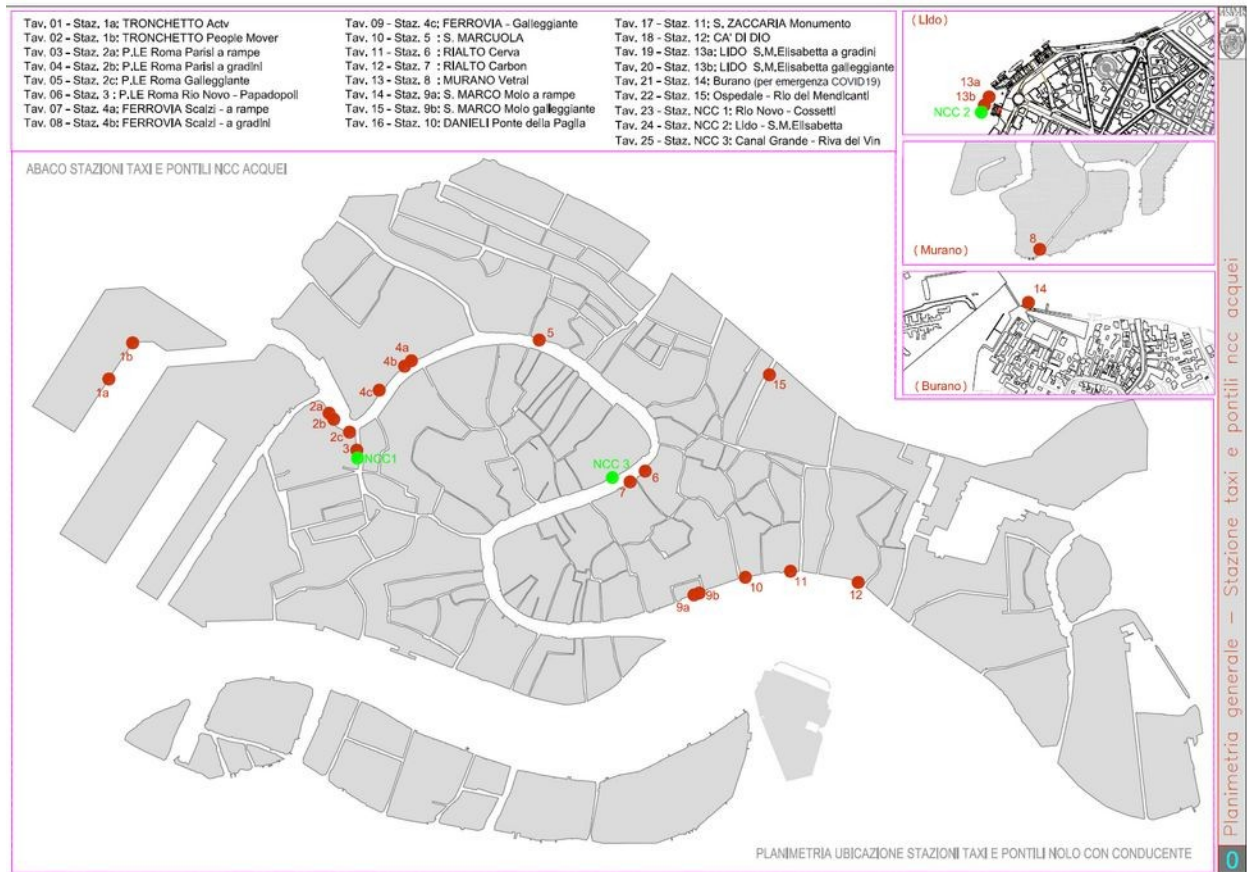 Tav. 01 - Staz. 1a: TRONCHETTO Actv
Tav. 02 - Staz. 1b: TRONCHETTO People Mover
Tav. 03 - Staz. 2a: P.LE Roma Parisi a rampe
Tav. 04 - Staz. 2b: P.LE Roma Parisi a gradini
Tav. 05 - Staz. 2c: P.LE Roma Galleggiante
Tav. 06 - Staz. 3 : P.LE Roma Rio Novo - Papadopoli
Tav. 07 - Staz. 4a: FERROVIA Scalzi - a rampe
Tav. 08 - Staz. 4b: FERROVIA Scalzi - a gradini
Tav. 09 - Staz. 4c: FERROVIA - Galleggiante
Tav. 10 - Staz. 5 : S. MARCUOLA
Tav. 11 - Staz. 6 : RIALTO Cerva
Tav. 12 - Staz. 7 : RIALTO Carbon
Tav. 13 - Staz. 8 : MURANO Vetrai
Tav. 14 - Staz. 9a: S. MARCO Molo a rampe
Tav. 15 - Staz. 9b: S. MARCO Molo galleggiante
Tav. 16 - Staz. 10: DANIELI Ponte della Paglia
Tav. 17 - Staz. 11: S. ZACCARIA Monumento
Tav. 18 - Staz. 12: CA' DI DIO
Tav. 19 - Staz. 13a: LIDO S,M,Elisabetta a gradini
Tav. 20 - Staz. 13b: LIDO S,M,Elisabetta galleggiante
Tav. 21 - Staz. 14: Burano (per emergenza COVID19)
Tav. 22 - Staz. 15: Ospedale - Rio dei Mendicanti
Tav. 23 - Staz. NCC 1: Rio Novo - Cossetti
Tav. 24 - Staz. NCC 2: Lido - S.M.Elisabetta
Tav. 25 - Staz. NCC 3: Canal Grande - Riva del Vin
(Lido)
13a
13b
NCC 2
ABACO STAZIONI TAXI E PONTILI NCC ACQUEI
8
(Murano)
14
(Burano)
1b
1a
5
4a
4b
4c
15
2a
2b
2c
3
NCC1
NCC 3
6
7
10
11
12
9a
9b
PLANIMETRIA UBICAZIONE STAZIONI TAXI E PONTILI NOLO CON CONDUCENTE
Planimetria generale – Stazione taxi e pontili ncc acquei
0